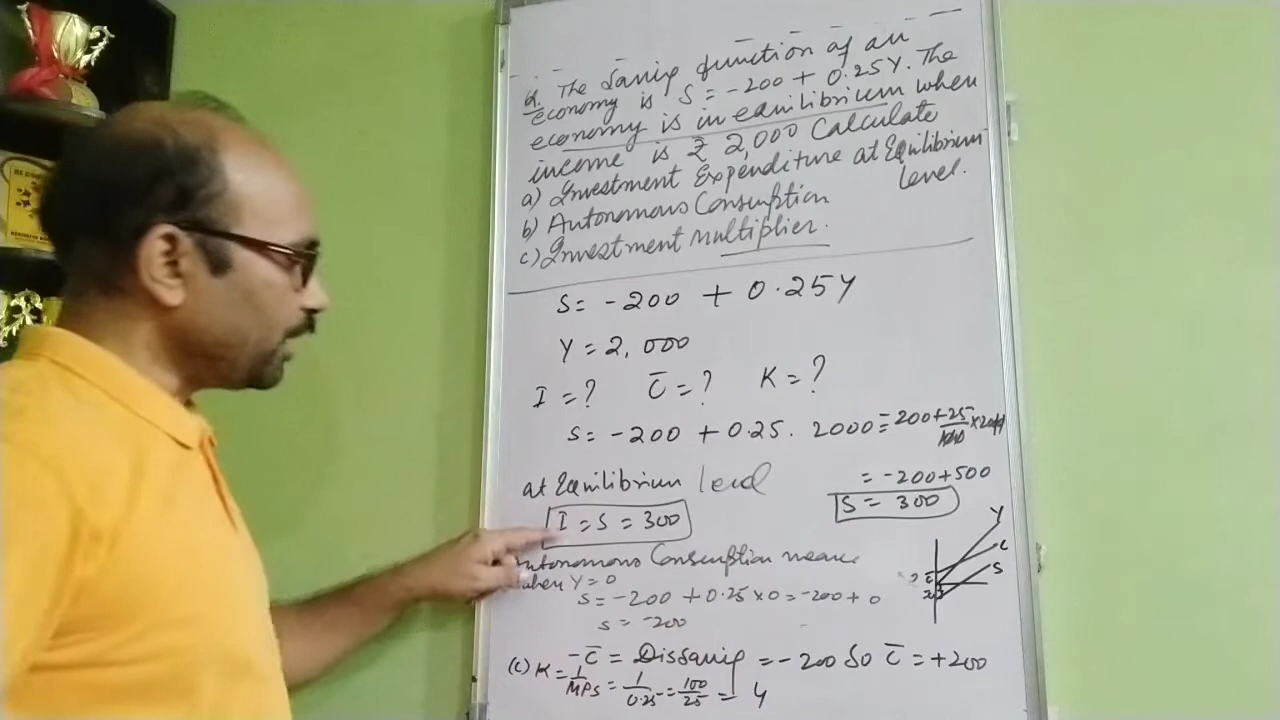 Q. The Saving function of an
economy is S = -200 + 0.25Y. The
economy is in equilibrium when
income is ₹ 2,000 Calculate
a) Investment Expenditure at Equilibrium
level.
b) Autonomous Consumption
c) Investment multiplier.
S = -200 + 0.25Y
Y = 2,000
I = ? C̄ = ? K = ?
S = -200 + 0.25. 2000 = 200 + 25/100 × 2000
= -200+500
S = 300
at Equilibrium level
I = S = 300
Autonomous Consumption means
when Y = 0
S = -200 + 0.25 × 0 = -200 + 0
S = -200
-C̄ = Dissaving = -200 So C̄ = +200
(C) K = 1/MPS = 1/0.25 = 100/25 = 4
Y
C
S
C̄